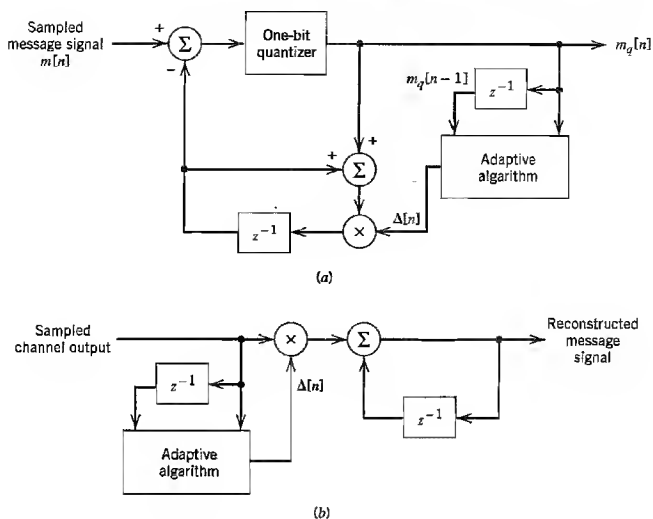 Sampled
message signal
m[n]
+
Σ
−
One-bit
quantizer
m_q[n]
m_q[n − 1]
z⁻¹
Adaptive
algorithm
+
+
Σ
Δ[n]
×
z⁻¹
(a)
Sampled
channel output
×
Σ
Reconstructed
message
signal
z⁻¹
Δ[n]
z⁻¹
Adaptive
algarithm
(b)